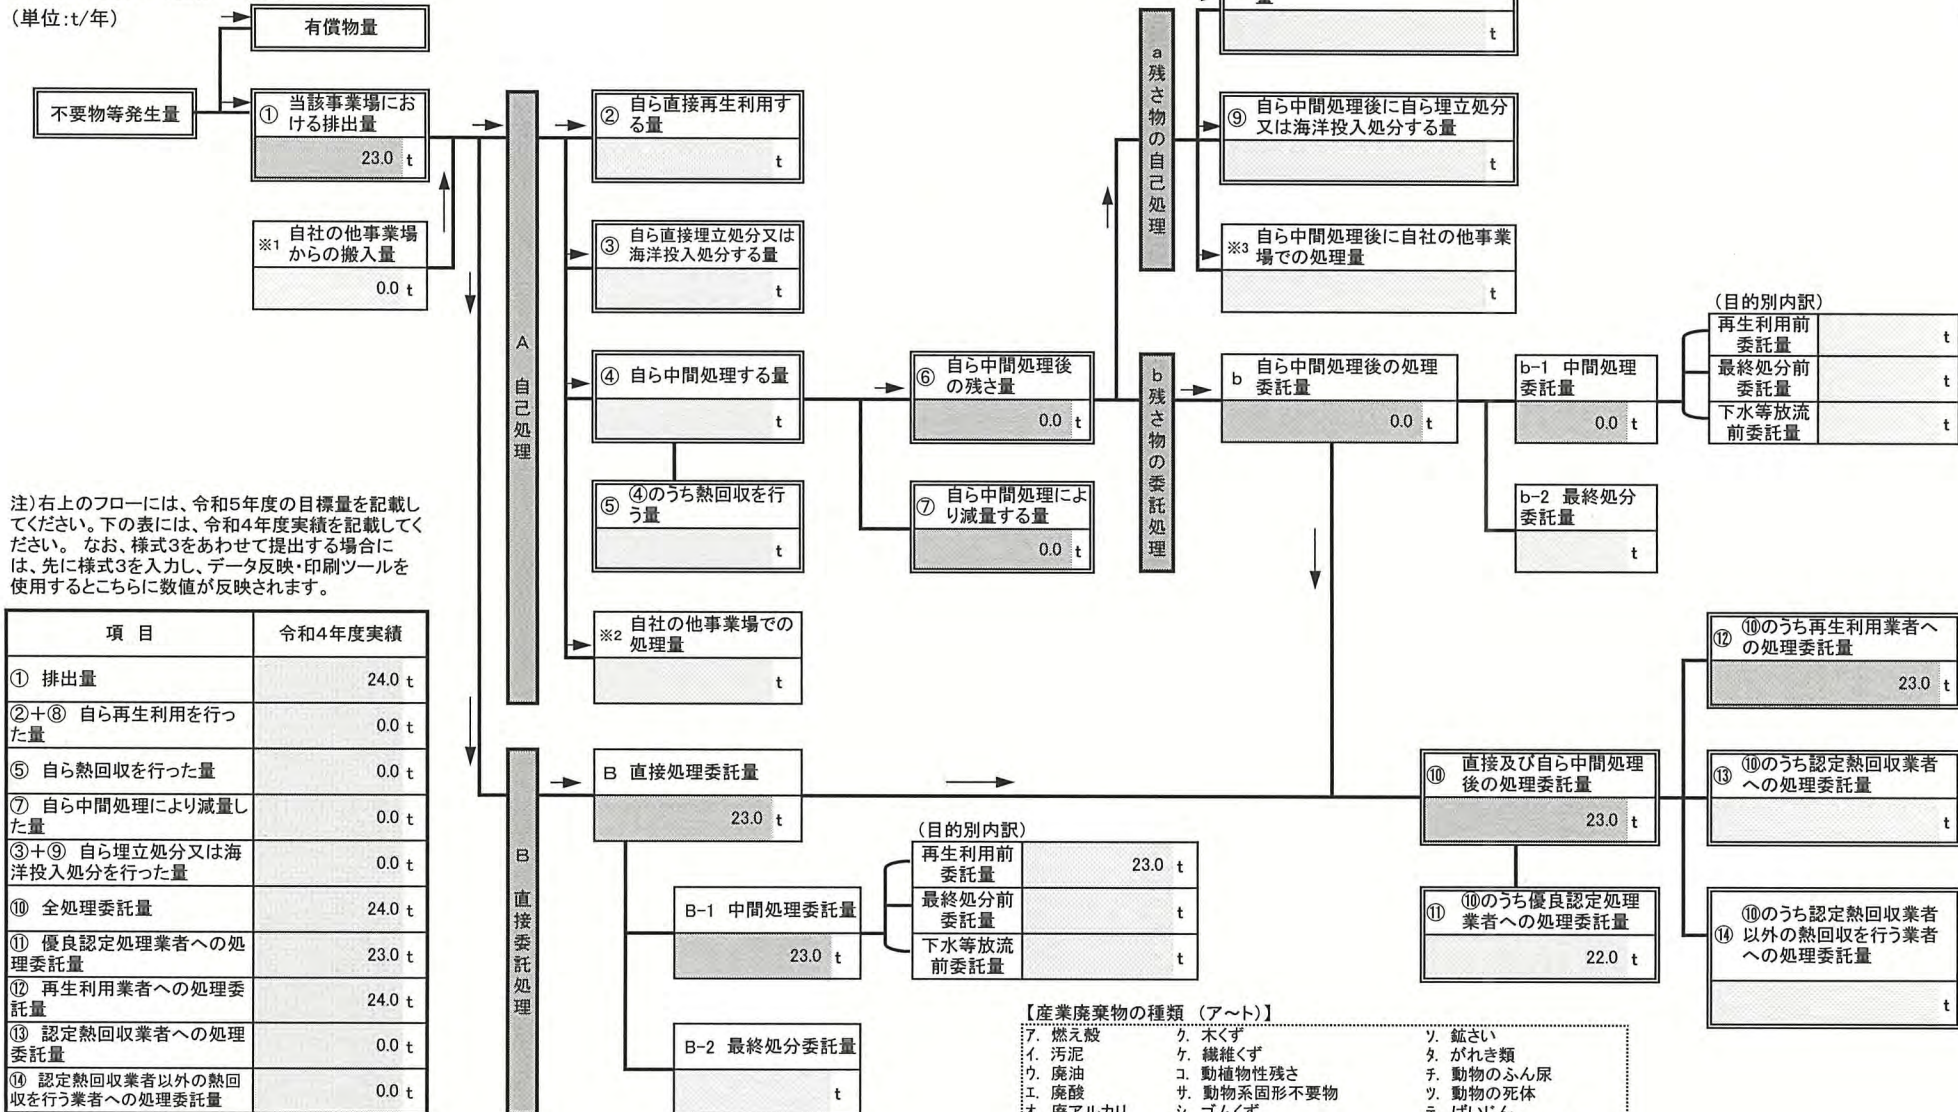 (単位:t/年)
有償物量
不要物等発生量
① 当該事業場にお
ける排出量
23.0 t
※1 自社の他事業場
からの搬入量
0.0 t
A 自己処理
② 自ら直接再生利用す
る量
t
③ 自ら直接埋立処分又は
海洋投入処分する量
t
④ 自ら中間処理する量
t
⑤ ④のうち熱回収を行
う量
t
※2 自社の他事業場での
処理量
t
⑥ 自ら中間処理後
の残さ量
0.0 t
⑦ 自ら中間処理によ
り減量する量
0.0 t
a 残さ物の自己処理
量
t
⑨ 自ら中間処理後に自ら埋立処分
又は海洋投入処分する量
t
※3 自ら中間処理後に自社の他事業
場での処理量
t
b 残さ物の委託処理
b 自ら中間処理後の処理
委託量
0.0 t
b-1 中間処理
委託量
0.0 t
(目的別内訳)
再生利用前
委託量
t
最終処分前
委託量
t
下水等放流
前委託量
t
b-2 最終処分
委託量
t
注)右上のフローには、令和5年度の目標量を記載し
てください。下の表には、令和4年度実績を記載してく
ださい。 なお、様式3をあわせて提出する場合に
は、先に様式3を入力し、データ反映・印刷ツールを
使用するとこちらに数値が反映されます。
項 目 令和4年度実績
① 排出量 24.0 t
②+⑧ 自ら再生利用を行っ
た量 0.0 t
⑤ 自ら熱回収を行った量 0.0 t
⑦ 自ら中間処理により減量し
た量 0.0 t
③+⑨ 自ら埋立処分又は海
洋投入処分を行った量 0.0 t
⑩ 全処理委託量 24.0 t
⑪ 優良認定処理業者への処
理委託量 23.0 t
⑫ 再生利用業者への処理委
託量 24.0 t
⑬ 認定熱回収業者への処理
委託量 0.0 t
⑭ 認定熱回収業者以外の熱回
収を行う業者への処理委託量 0.0 t
B 直接委託処理
B 直接処理委託量
23.0 t
B-1 中間処理委託量
23.0 t
(目的別内訳)
再生利用前
委託量
23.0 t
最終処分前
委託量
t
下水等放流
前委託量
t
B-2 最終処分委託量
t
⑩ 直接及び自ら中間処理
後の処理委託量
23.0 t
⑪ ⑩のうち優良認定処理
業者への処理委託量
22.0 t
⑫ ⑩のうち再生利用業者へ
の処理委託量
23.0 t
⑬ ⑩のうち認定熱回収業者
への処理委託量
t
⑭ ⑩のうち認定熱回収業者
以外の熱回収を行う業者
への処理委託量
t
【産業廃棄物の種類 (ア~ト)】
ア. 燃え殻 ク. 木くず ソ. 鉱さい
イ. 汚泥 ケ. 繊維くず タ. がれき類
ウ. 廃油 コ. 動植物性残さ チ. 動物のふん尿
エ. 廃酸 サ. 動物系固形不要物 ツ. 動物の死体
オ. 廃アルカリ シ. ゴムくず テ. ばいじん